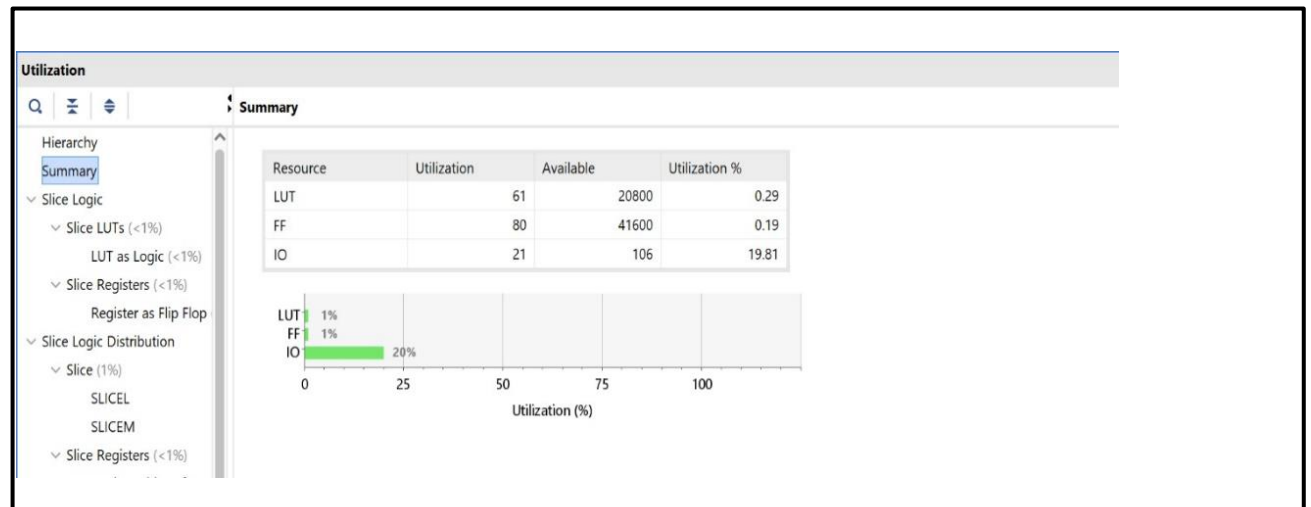 Utilization
Summary
Hierarchy
Summary
Slice Logic
Slice LUTs (<1%)
LUT as Logic (<1%)
Slice Registers (<1%)
Register as Flip Flop
Slice Logic Distribution
Slice (1%)
SLICEL
SLICEM
Slice Registers (<1%)
Resource Utilization Available Utilization %
LUT 61 20800 0.29
FF 80 41600 0.19
IO 21 106 19.81
LUT 1%
FF 1%
IO 20%
0 25 50 75 100
Utilization (%)